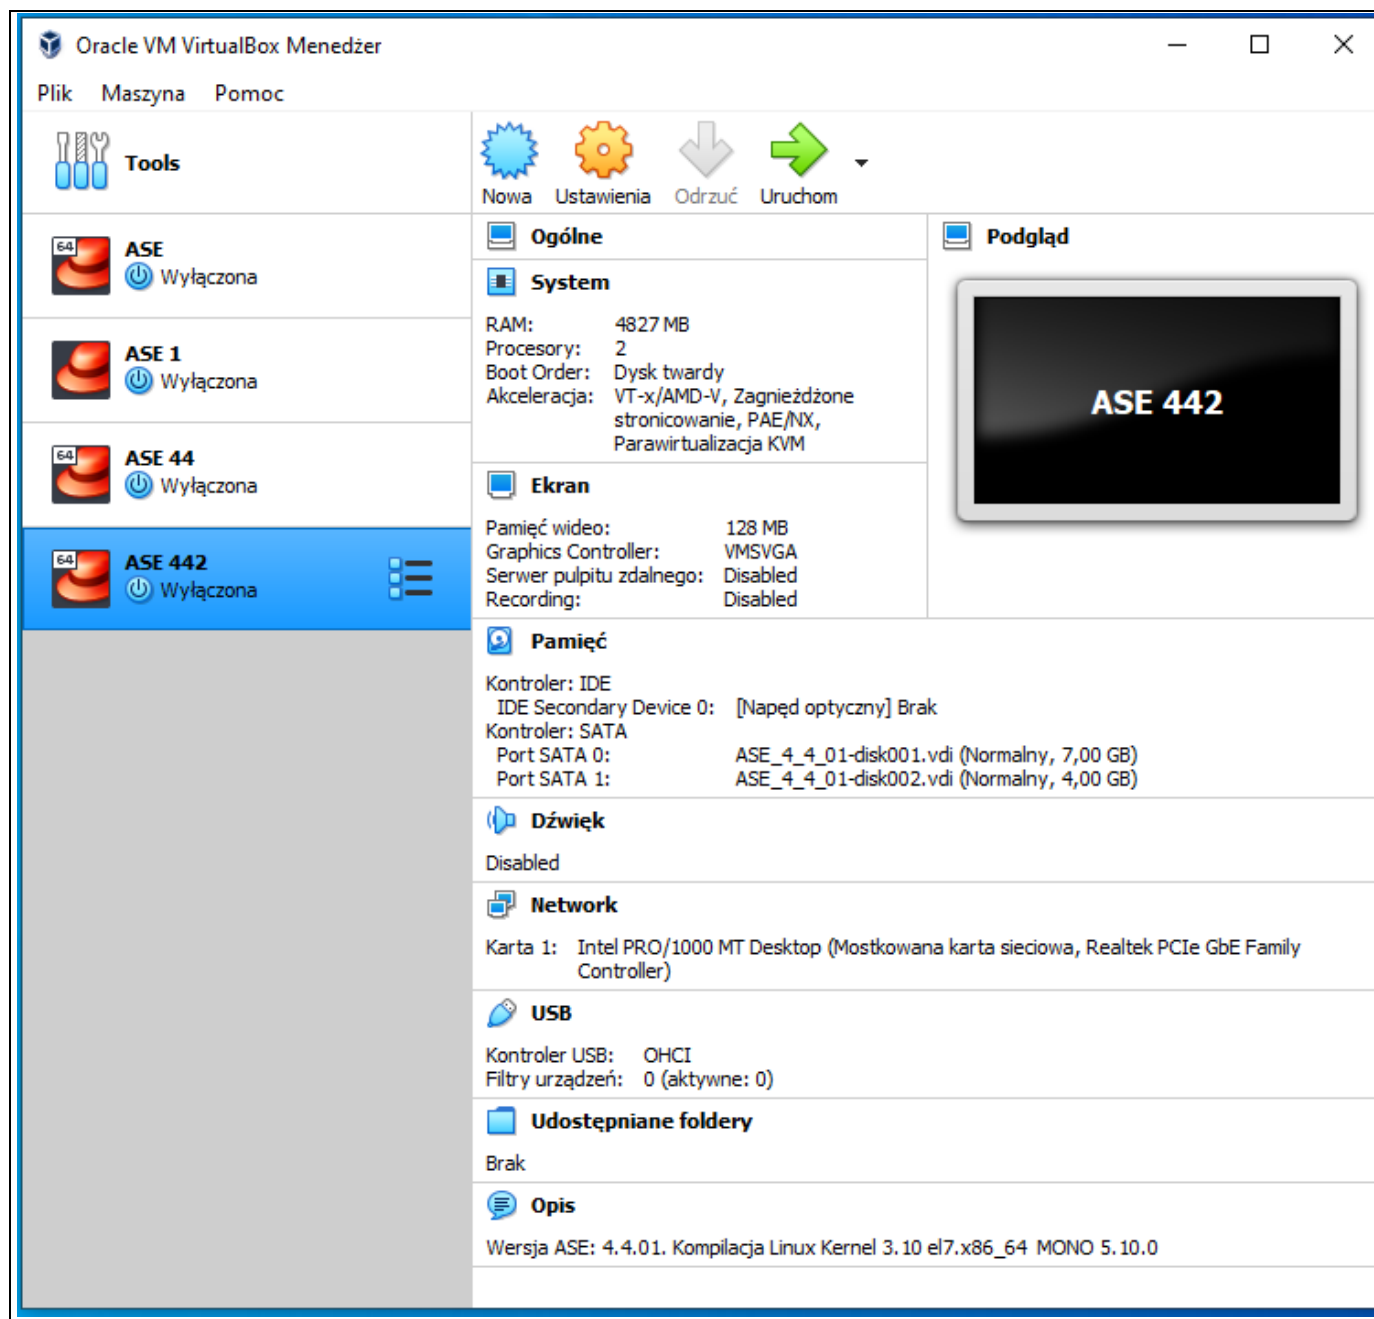 Oracle VM VirtualBox Menedżer
Plik Maszyna Pomoc
Tools
Nowa Ustawienia Odrzuć Uruchom
64
ASE
Wyłączona
ASE 1
Wyłączona
64
ASE 44
Wyłączona
64
ASE 442
Wyłączona
Ogólne
System
RAM: 4827 MB
Procesory: 2
Boot Order: Dysk twardy
Akceleracja: VT-x/AMD-V, Zagnieżdżone
stronicowanie, PAE/NX,
Parawirtualizacja KVM
Ekran
Pamięć wideo: 128 MB
Graphics Controller: VMSVGA
Serwer pulpitu zdalnego: Disabled
Recording: Disabled
Podgląd
ASE 442
Pamięć
Kontroler: IDE
IDE Secondary Device 0: [Napęd optyczny] Brak
Kontroler: SATA
Port SATA 0: ASE_4_4_01-disk001.vdi (Normalny, 7,00 GB)
Port SATA 1: ASE_4_4_01-disk002.vdi (Normalny, 4,00 GB)
Dźwięk
Disabled
Network
Karta 1: Intel PRO/1000 MT Desktop (Mostkowana karta sieciowa, Realtek PCIe GbE Family
Controller)
USB
Kontroler USB: OHCI
Filtry urządzeń: 0 (aktywne: 0)
Udostępniane foldery
Brak
Opis
Wersja ASE: 4.4.01. Kompilacja Linux Kernel 3.10 el7.x86_64 MONO 5.10.0